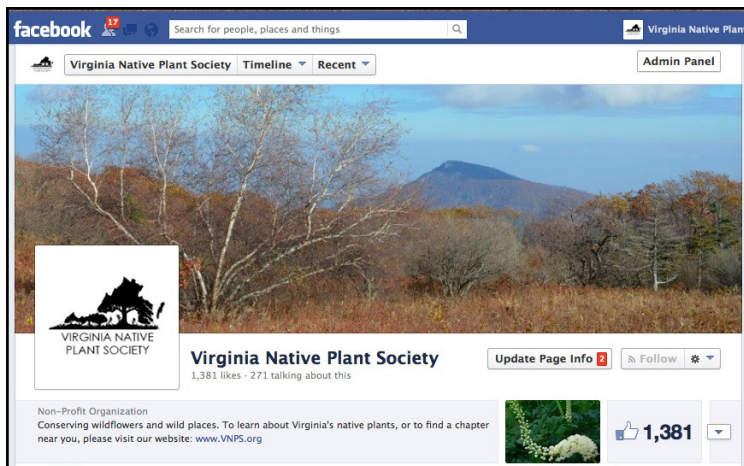 facebook 17 Search for people, places and things Virginia Native Plant
Virginia Native Plant Society Timeline Recent Admin Panel
VIRGINIA NATIVE
PLANT SOCIETY
Virginia Native Plant Society Update Page Info 2 Follow
1,381 likes · 271 talking about this
Non-Profit Organization
Conserving wildflowers and wild places. To learn about Virginia's native plants, or to find a chapter
near you, please visit our website: www.VNPS.org
1,381